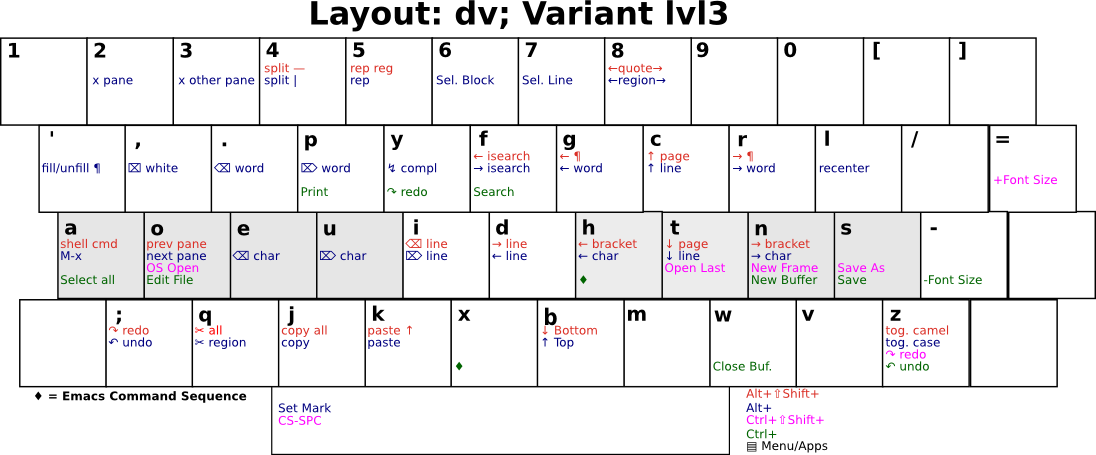 Layout: dv; Variant lvl3
1 2 3 4 5 6 7 8 9 0 [ ]
split — rep reg ←quote→
x pane x other pane split | rep Sel. Block Sel. Line ←region→
' , . p y f g c r l / =
← isearch ← ¶ ↑ page → ¶
fill/unfill ¶ ⌧ white ⌫ word ⌦ word ↯ compl → isearch ← word ↑ line → word recenter
+Font Size
Print ↷ redo Search
a o e u i d h t n s -
shell cmd prev pane ⌫ line → line ← bracket ↓ page → bracket
M-x next pane ⌫ char ⌦ char ⌦ line ← line ← char ↓ line → char
OS Open Open Last New Frame Save As
Select all Edit File ♦ New Buffer Save -Font Size
; q j k x b m w v z
↷ redo ✂ all copy all paste ↑ ↓ Bottom tog. camel
↶ undo ✂ region copy paste ↑ Top tog. case
↷ redo
♦ Close Buf. ↶ undo
♦ = Emacs Command Sequence Alt+⇧Shift+
Set Mark Alt+
CS-SPC Ctrl+⇧Shift+
Ctrl+
▤ Menu/Apps